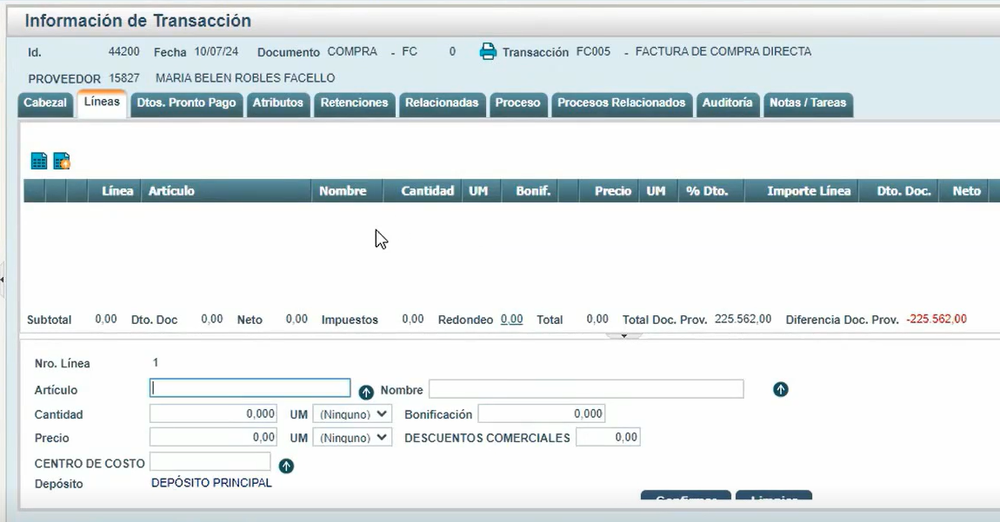 Información de Transacción
Id. 44200 Fecha 10/07/24 Documento COMPRA - FC 0 Transacción FC005 - FACTURA DE COMPRA DIRECTA
PROVEEDOR 15827 MARIA BELEN ROBLES FACELLO
Cabezal Líneas Dtos. Pronto Pago Atributos Retenciones Relacionadas Proceso Procesos Relacionados Auditoría Notas / Tareas
Línea Artículo Nombre Cantidad UM Bonif. Precio UM % Dto. Importe Línea Dto. Doc. Neto
Subtotal 0,00 Dto. Doc 0,00 Neto 0,00 Impuestos 0,00 Redondeo 0,00 Total 0,00 Total Doc. Prov. 225.562,00 Diferencia Doc. Prov. -225.562,00
Nro. Línea 1
Artículo Nombre
Cantidad 0,000 UM (Ninguno) Bonificación 0,000
Precio 0,00 UM (Ninguno) DESCUENTOS COMERCIALES 0,00
CENTRO DE COSTO
Depósito DEPÓSITO PRINCIPAL